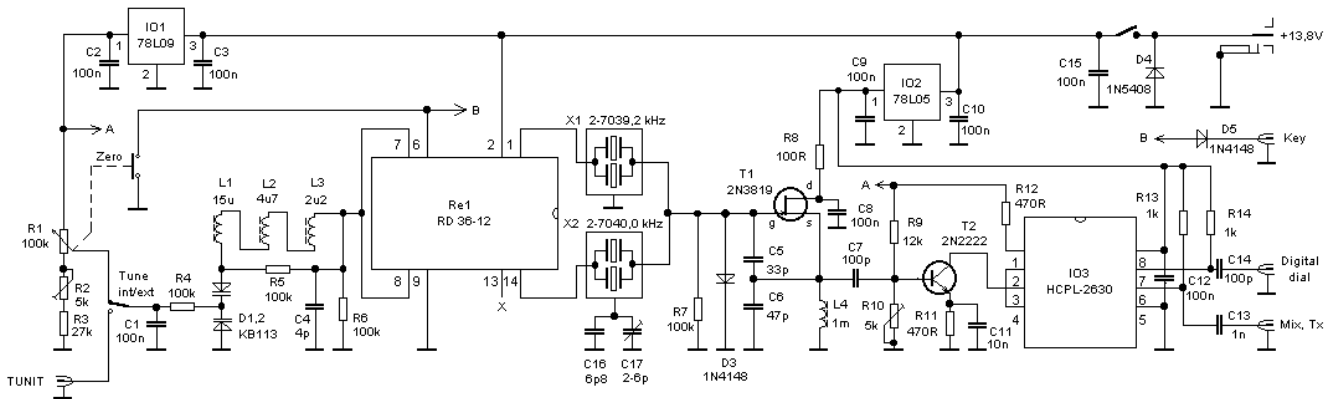 IO1
78L09
1
3
2
C2
100n
C3
100n
A
B
Zero
R1
100k
R2
5k
R3
27k
TUNIT
Tune
int/ext
C1
100n
R4
100k
L1
15u
L2
4u7
L3
2u2
D1,2
KB113
R5
100k
C4
4p
R6
100k
7
6
2
1
Re1
RD 36-12
8
9
13
14
X
X1 2-7039,2 kHz
X2 2-7040,0 kHz
C16
6p8
C17
2-6p
R7
100k
D3
1N4148
T1
2N3819
g
d
s
C5
33p
C6
47p
R8
100R
C8
100n
C7
100p
L4
1m
C9
100n
IO2
78L05
1
3
2
C10
100n
A
R9
12k
R10
5k
T2
2N2222
R11
470R
C11
10n
R12
470R
IO3
HCPL-2630
1
2
3
4
8
7
6
5
R13
1k
R14
1k
C12
100n
C14
100p
C13
1n
Digital
dial
Mix, Tx
C15
100n
D4
1N5408
+13,8V
B
D5
1N4148
Key